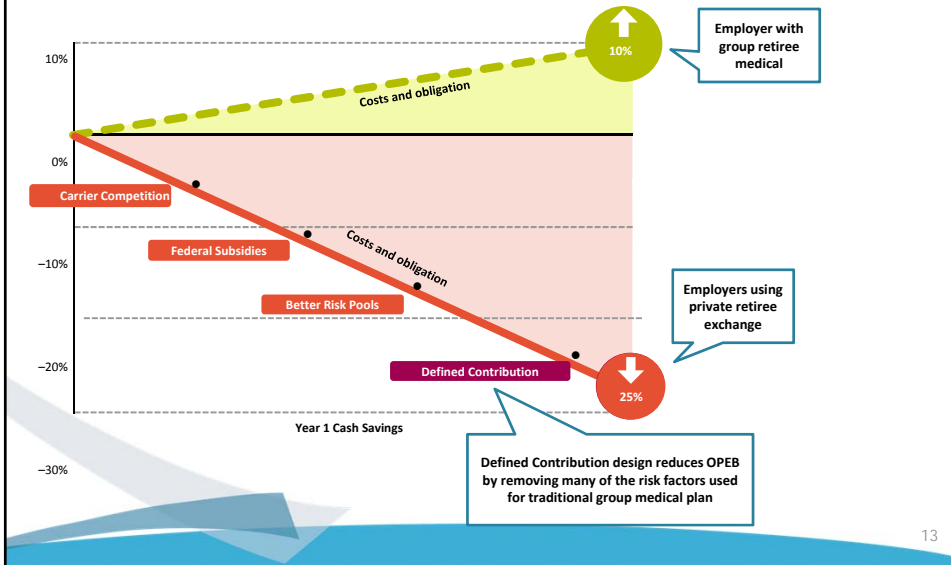 10%
0%
−10%
−20%
−30%
10%
Employer with
group retiree
medical
Costs and obligation
Carrier Competition
Federal Subsidies
Costs and obligation
Better Risk Pools
Defined Contribution
Employers using
private retiree
exchange
25%
Year 1 Cash Savings
Defined Contribution design reduces OPEB
by removing many of the risk factors used
for traditional group medical plan
13